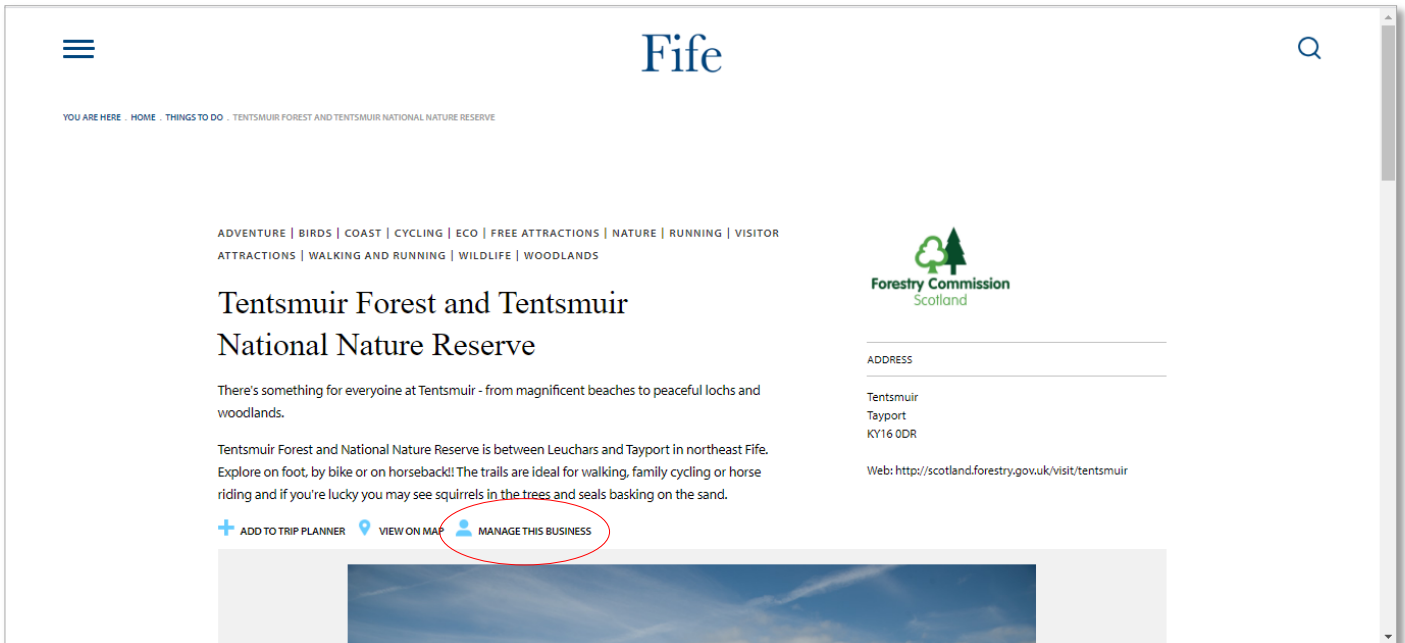 Fife
YOU ARE HERE . HOME . THINGS TO DO . TENTSMUIR FOREST AND TENTSMUIR NATIONAL NATURE RESERVE
ADVENTURE | BIRDS | COAST | CYCLING | ECO | FREE ATTRACTIONS | NATURE | RUNNING | VISITOR
ATTRACTIONS | WALKING AND RUNNING | WILDLIFE | WOODLANDS
Tentsmuir Forest and Tentsmuir
National Nature Reserve
There's something for everyoine at Tentsmuir - from magnificent beaches to peaceful lochs and
woodlands.
Tentsmuir Forest and National Nature Reserve is between Leuchars and Tayport in northeast Fife.
Explore on foot, by bike or on horseback!! The trails are ideal for walking, family cycling or horse
riding and if you're lucky you may see squirrels in the trees and seals basking on the sand.
ADD TO TRIP PLANNER VIEW ON MAP MANAGE THIS BUSINESS
Forestry Commission
Scotland
ADDRESS
Tentsmuir
Tayport
KY16 0DR
Web: http://scotland.forestry.gov.uk/visit/tentsmuir